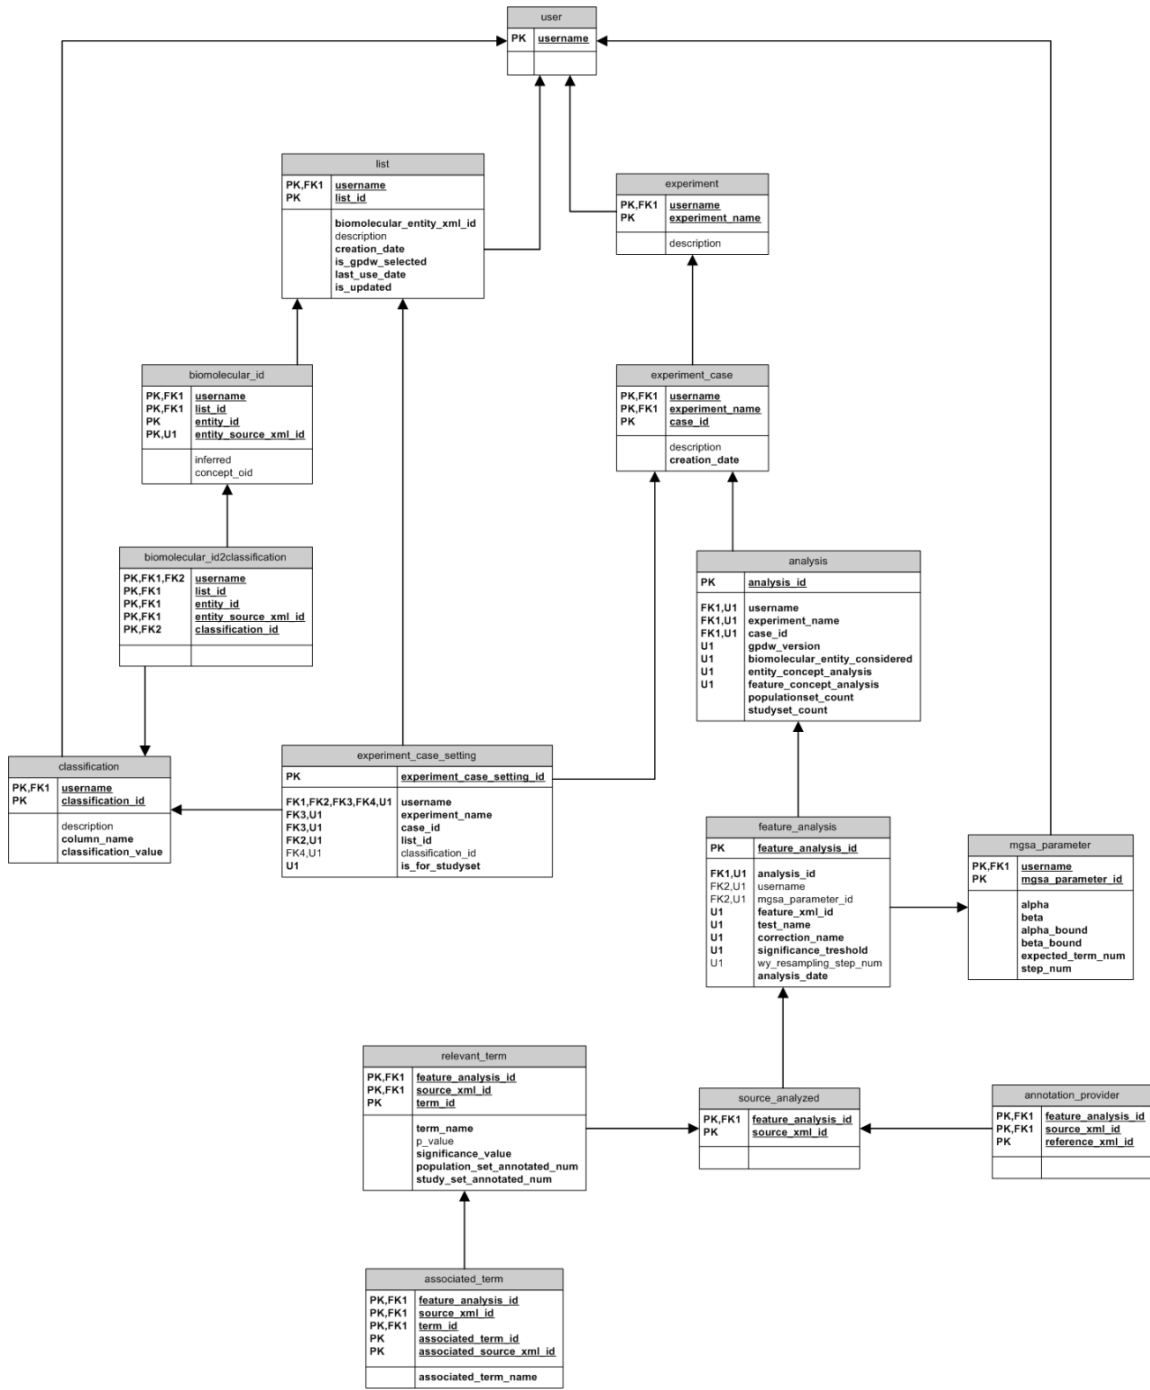 user
PK username
list
PK,FK1 username
PK list_id
biomolecular_entity_xml_id
description
creation_date
is_gpdw_selected
last_use_date
is_updated
experiment
PK,FK1 username
PK experiment_name
description
biomolecular_id
PK,FK1 username
PK,FK1 list_id
PK entity_id
PK,U1 entity_source_xml_id
inferred
concept_oid
experiment_case
PK,FK1 username
PK,FK1 experiment_name
PK case_id
description
creation_date
biomolecular_id2classification
PK,FK1,FK2 username
PK,FK1 list_id
PK,FK1 entity_id
PK,FK1 entity_source_xml_id
PK,FK2 classification_id
analysis
PK analysis_id
FK1,U1 username
FK1,U1 experiment_name
FK1,U1 case_id
U1 gpdw_version
U1 biomolecular_entity_considered
U1 entity_concept_analysis
U1 feature_concept_analysis
populationset_count
studyset_count
classification
PK,FK1 username
PK classification_id
description
column_name
classification_value
experiment_case_setting
PK experiment_case_setting_id
FK1,FK2,FK3,FK4,U1 username
FK3,U1 experiment_name
FK3,U1 case_id
FK2,U1 list_id
FK4,U1 classification_id
U1 is_for_studyset
feature_analysis
PK feature_analysis_id
FK1,U1 analysis_id
FK2,U1 username
FK2,U1 mgsa_parameter_id
U1 feature_xml_id
U1 test_name
U1 correction_name
U1 significance_treshold
U1 wy_resampling_step_num
analysis_date
mgsa_parameter
PK,FK1 username
PK mgsa_parameter_id
alpha
beta
alpha_bound
beta_bound
expected_term_num
step_num
relevant_term
PK,FK1 feature_analysis_id
PK,FK1 source_xml_id
PK term_id
term_name
p_value
significance_value
population_set_annotated_num
study_set_annotated_num
source_analyzed
PK,FK1 feature_analysis_id
PK source_xml_id
annotation_provider
PK,FK1 feature_analysis_id
PK,FK1 source_xml_id
PK reference_xml_id
associated_term
PK,FK1 feature_analysis_id
PK,FK1 source_xml_id
PK,FK1 term_id
PK associated_term_id
PK associated_source_xml_id
associated_term_name